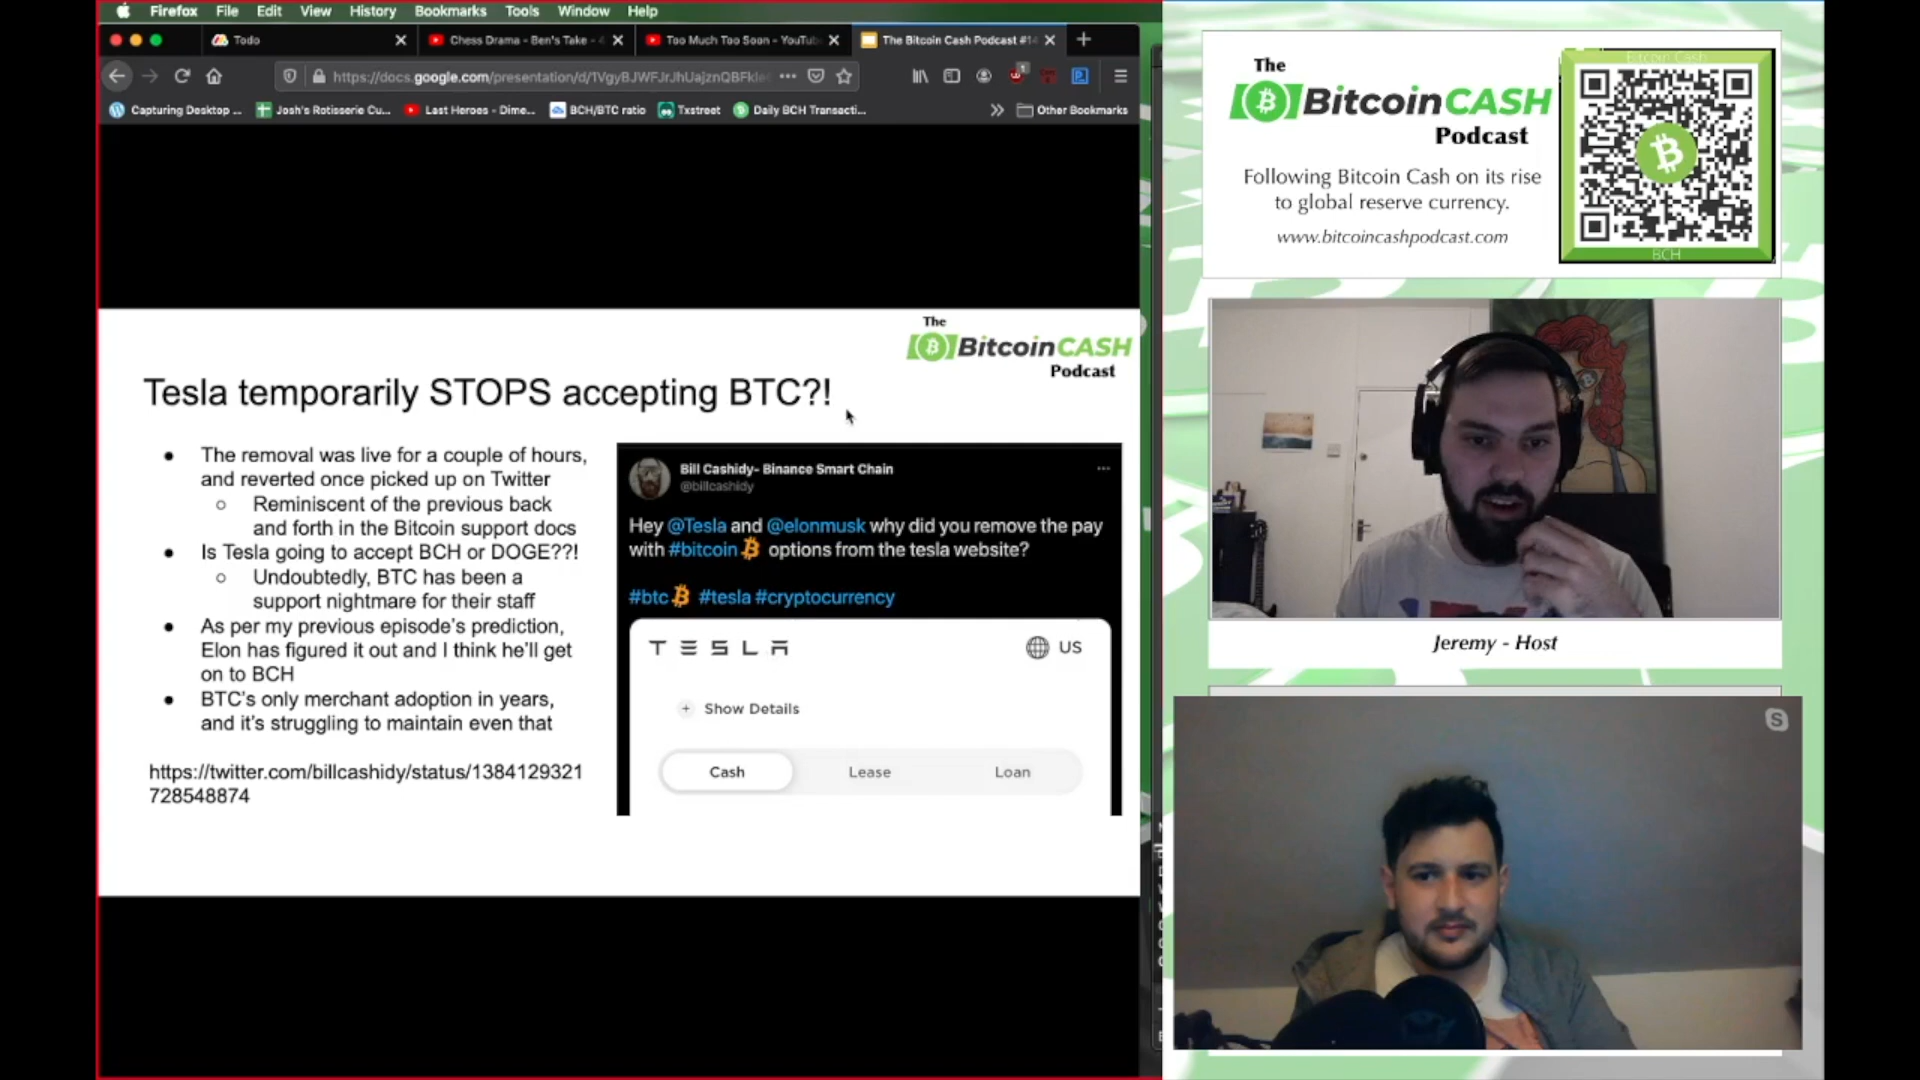 Firefox File Edit View History Bookmarks Tools Window Help
Todo
Chess Drama - Ben's Take - 4
Too Much Too Soon - YouTub
The Bitcoin Cash Podcast #1
https://docs.google.com/presentation/d/
Capturing Desktop ...
Josh's Rotisserie Cu...
Last Heroes - Dime...
BCH/BTC ratio
Txstreet
Daily BCH Transacti...
Other Bookmarks
The
BitcoinCASH
Podcast
Tesla temporarily STOPS accepting BTC?!
● The removal was live for a couple of hours,
and reverted once picked up on Twitter
○ Reminiscent of the previous back
and forth in the Bitcoin support docs
● Is Tesla going to accept BCH or DOGE??!
○ Undoubtedly, BTC has been a
support nightmare for their staff
● As per my previous episode's prediction,
Elon has figured it out and I think he'll get
on to BCH
● BTC's only merchant adoption in years,
and it's struggling to maintain even that
https://twitter.com/billcashidy/status/1384129321
728548874
Bill Cashidy- Binance Smart Chain
@billcashidy
Hey @Tesla and @elonmusk why did you remove the pay
with #bitcoin options from the tesla website?
#btc #tesla #cryptocurrency
TESLA
US
+ Show Details
Cash Lease Loan
The
BitcoinCASH
Podcast
Following Bitcoin Cash on its rise
to global reserve currency.
www.bitcoincashpodcast.com
Bitcoin Cash
BCH
Jeremy - Host